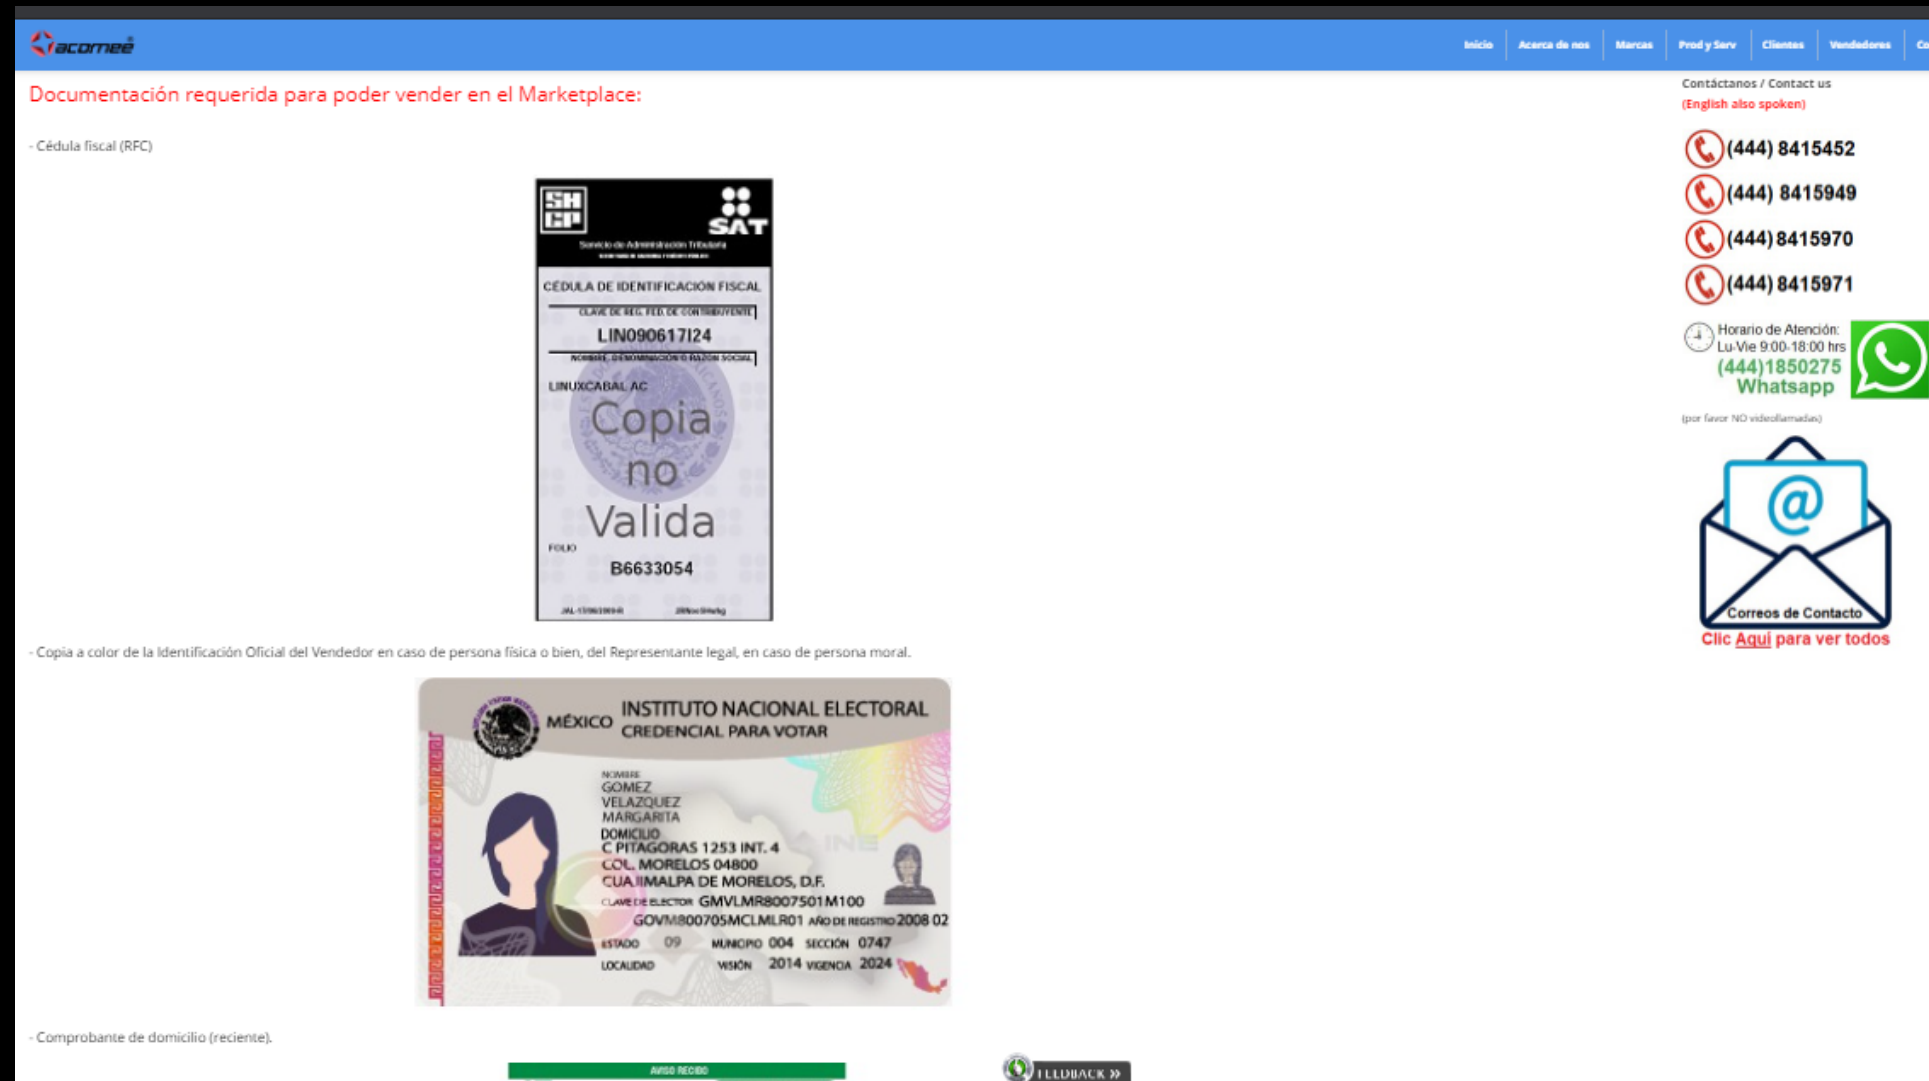 acomee
Inicio
Acerca de nos
Marcas
Prod y Serv
Clientes
Vendedores
Co
Documentación requerida para poder vender en el Marketplace:
- Cédula fiscal (RFC)
SHCP
SAT
Servicio de Administración Tributaria
CÉDULA DE IDENTIFICACIÓN FISCAL
CLAVE DE REG. FED. DE CONTRIBUYENTE
LIN090617I24
NOMBRE, DENOMINACIÓN O RAZÓN SOCIAL
LINUXCABAL AC
Copia
no
Valida
FOLIO
B6633054
- Copia a color de la Identificación Oficial del Vendedor en caso de persona física o bien, del Representante legal, en caso de persona moral.
MÉXICO
INSTITUTO NACIONAL ELECTORAL
CREDENCIAL PARA VOTAR
NOMBRE
GOMEZ
VELAZQUEZ
MARGARITA
DOMICILIO
C PITAGORAS 1253 INT. 4
COL. MORELOS 04800
CUAJIMALPA DE MORELOS, D.F.
INE
CLAVE DE ELECTOR GMVLMR8007501M100
GOVM800705MCLMLR01 AÑO DE REGISTRO 2008 02
ESTADO 09 MUNICIPIO 004 SECCIÓN 0747
LOCALIDAD VISIÓN 2014 VIGENCIA 2024
- Comprobante de domicilio (reciente).
AVISO RECIBO
FEEDBACK »
Contáctanos / Contact us
(English also spoken)
(444) 8415452
(444) 8415949
(444) 8415970
(444) 8415971
Horario de Atención:
Lu-Vie 9:00-18:00 hrs
(444)1850275
Whatsapp
(por favor NO videollamadas)
@
Correos de Contacto
Clic Aqui para ver todos